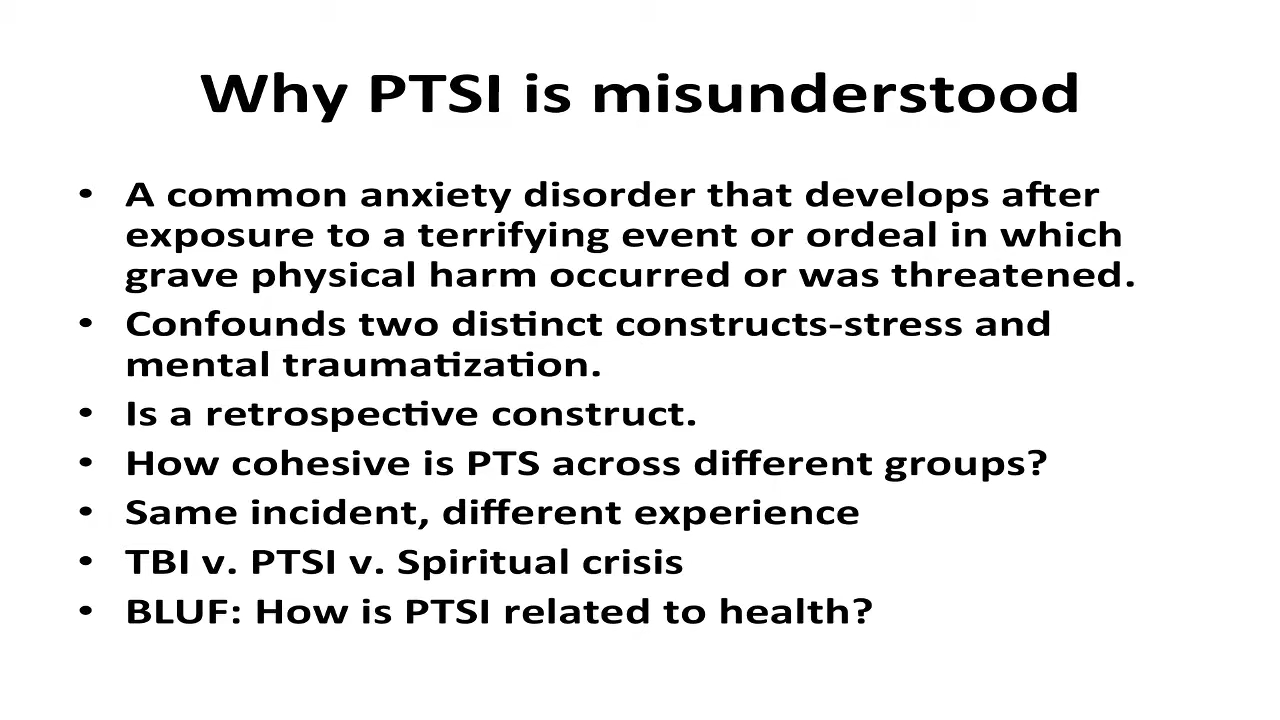 Why PTSI is misunderstood
• A common anxiety disorder that develops after
exposure to a terrifying event or ordeal in which
grave physical harm occurred or was threatened.
• Confounds two distinct constructs-stress and
mental traumatization.
• Is a retrospective construct.
• How cohesive is PTS across different groups?
• Same incident, different experience
• TBI v. PTSI v. Spiritual crisis
• BLUF: How is PTSI related to health?